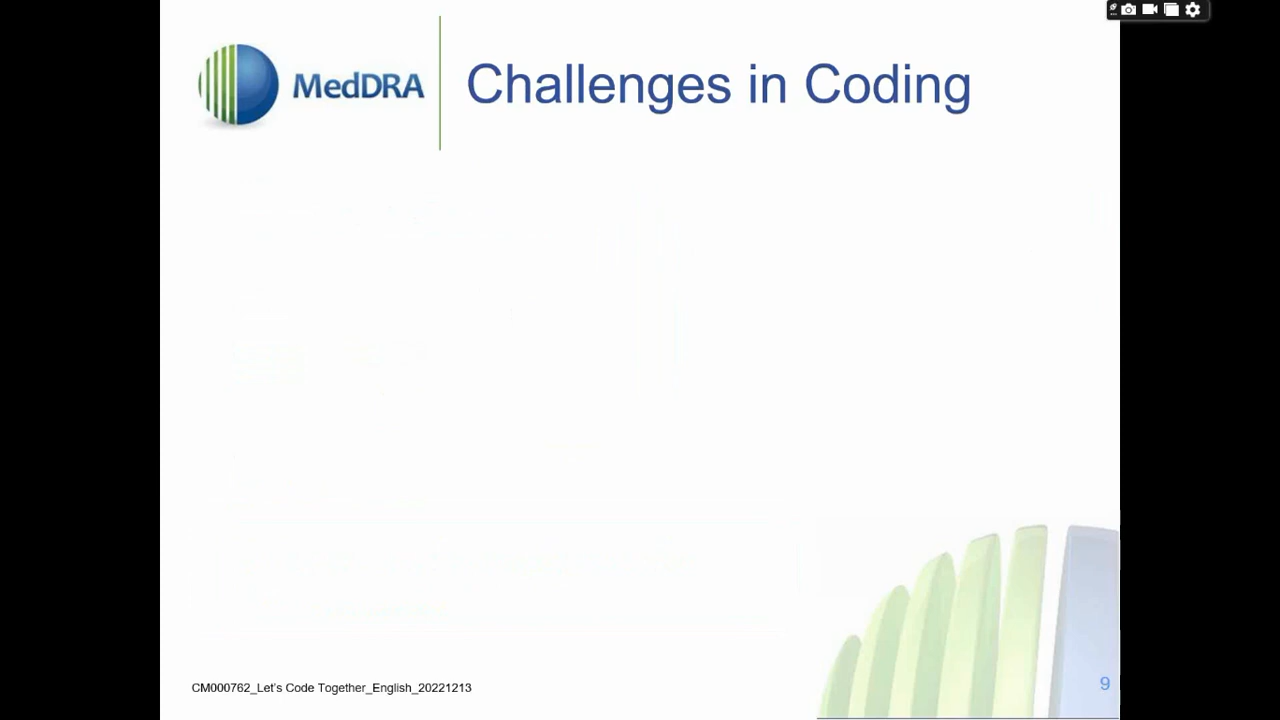 MedDRA
Challenges in Coding
CM000762_Let's Code Together_English_20221213
9